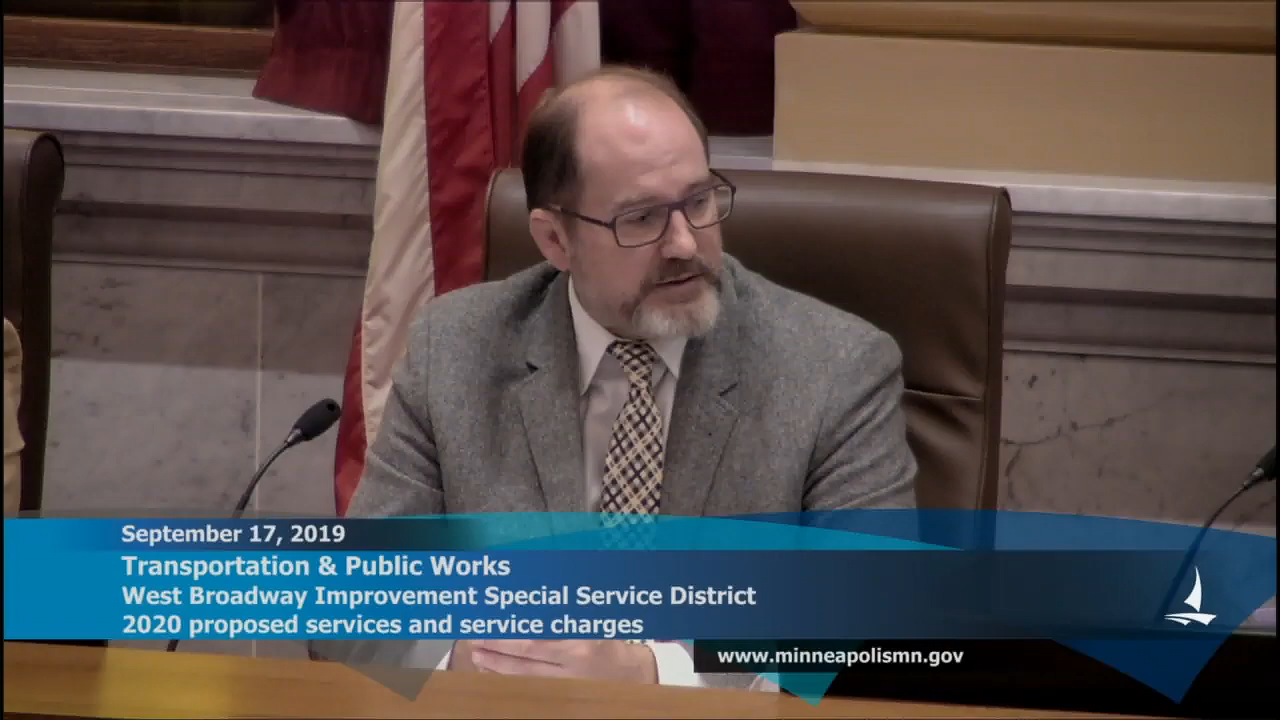 September 17, 2019
Transportation & Public Works
West Broadway Improvement Special Service District
2020 proposed services and service charges
www.minneapolismn.gov